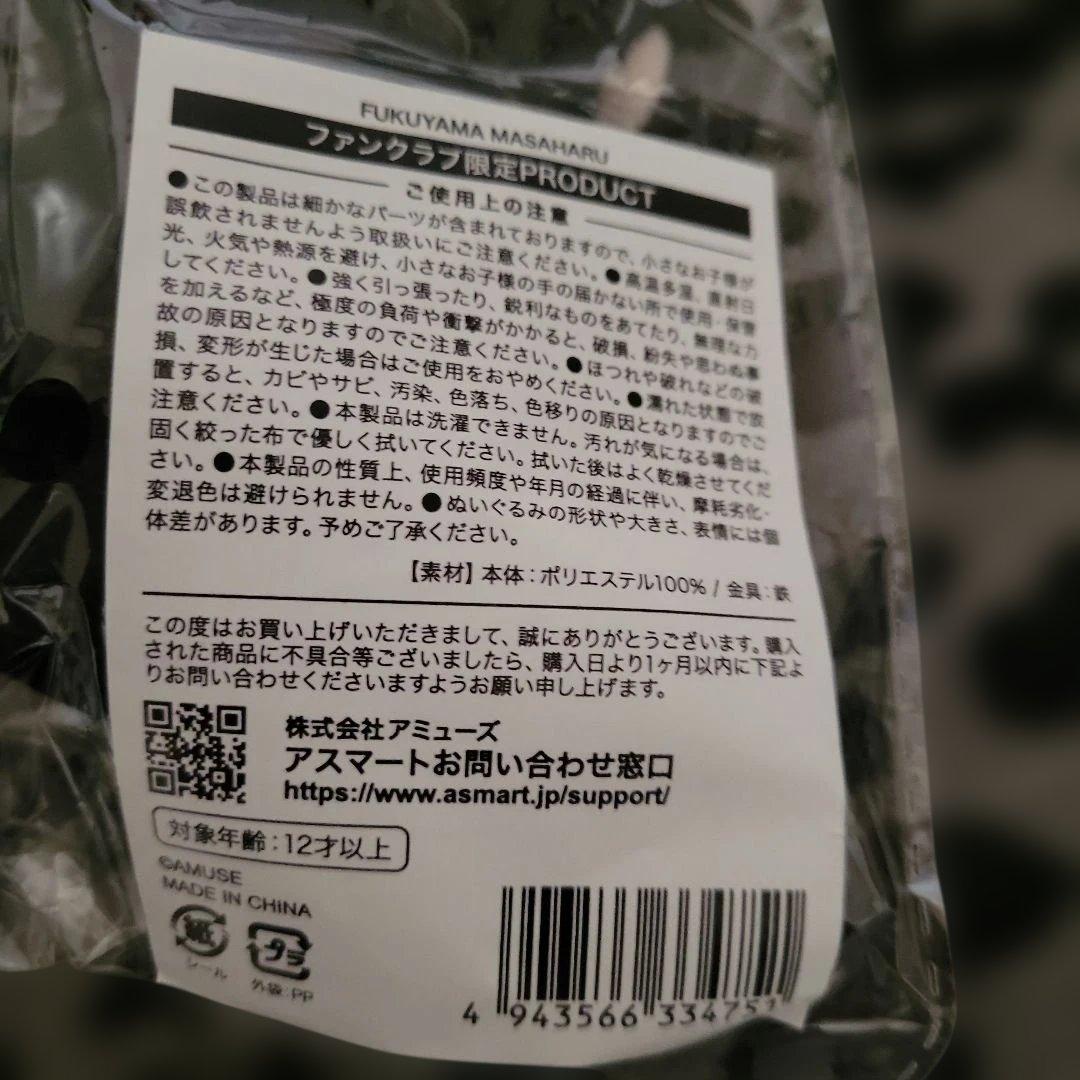 FUKUYAMA MASAHARU
ファンクラブ限定PRODUCT
ご使用上の注意
●この製品は細かなパーツが含まれておりますので、小さなお子様が
誤飲されませんよう取扱いにご注意ください。●高温多湿、直射日
光、火気や熱源を避け、小さなお子様の手の届かない所で使用・保管
してください。●強く引っ張ったり、鋭利なものをあてたり、無理な力
を加えるなど、極度の負荷や衝撃がかかると、破損、紛失や思わぬ事
故の原因となりますのでご注意ください。●ほつれや破れなどの破
損、変形が生じた場合はご使用をおやめください。●濡れた状態で放
置すると、カビやサビ、汚染、色落ち、色移りの原因となりますのでご
注意ください。●本製品は洗濯できません。汚れが気になる場合は、
固く絞った布で優しく拭いてください。拭いた後はよく乾燥させてくだ
さい。●本製品の性質上、使用頻度や年月の経過に伴い、摩耗劣化・
変退色は避けられません。●ぬいぐるみの形状や大きさ、表情には個
体差があります。予めご了承ください。
【素材】本体：ポリエステル100% / 金具：鉄
この度はお買い上げいただきまして、誠にありがとうございます。購入
された商品に不具合等ございましたら、購入日より1ヶ月以内に下記よ
りお問い合わせくださいますようお願い申し上げます。
株式会社アミューズ
アスマートお問い合わせ窓口
https://www.asmart.jp/support/
対象年齢：12才以上
©AMUSE
MADE IN CHINA
紙 プラ
シール 外袋：PP
4 943566 334751